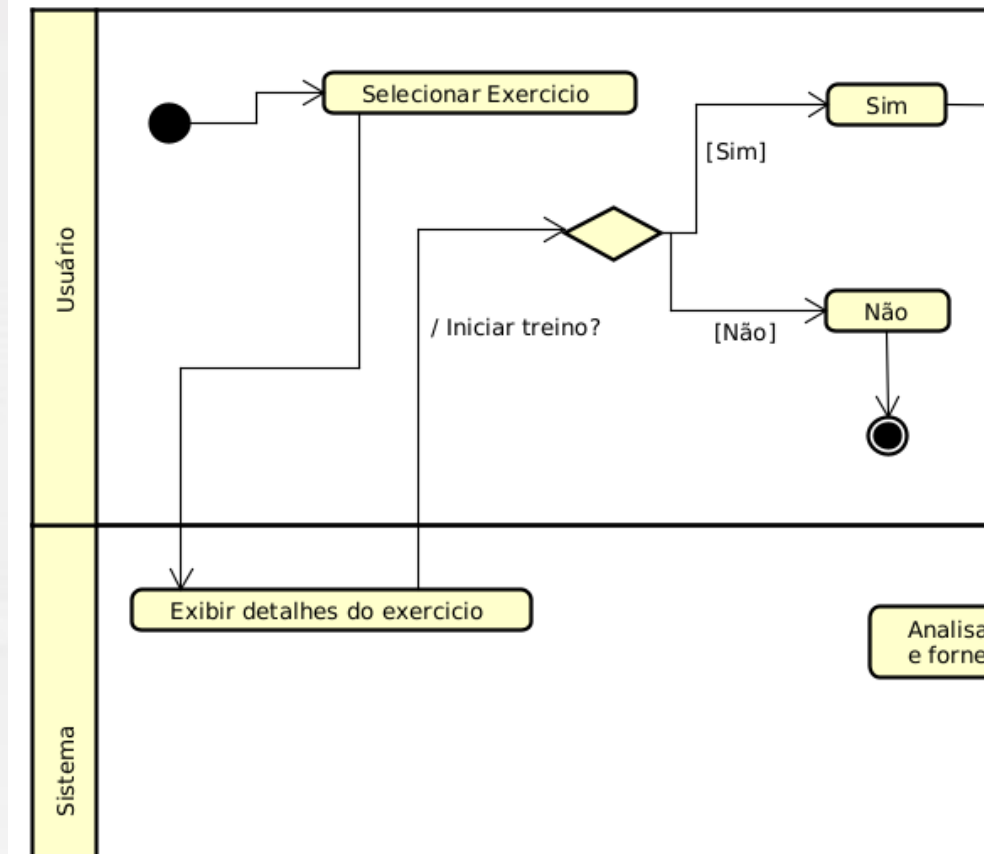 Usuário
Selecionar Exercicio
Sim
[Sim]
/ Iniciar treino?
[Não]
Não
Sistema
Exibir detalhes do exercicio
e